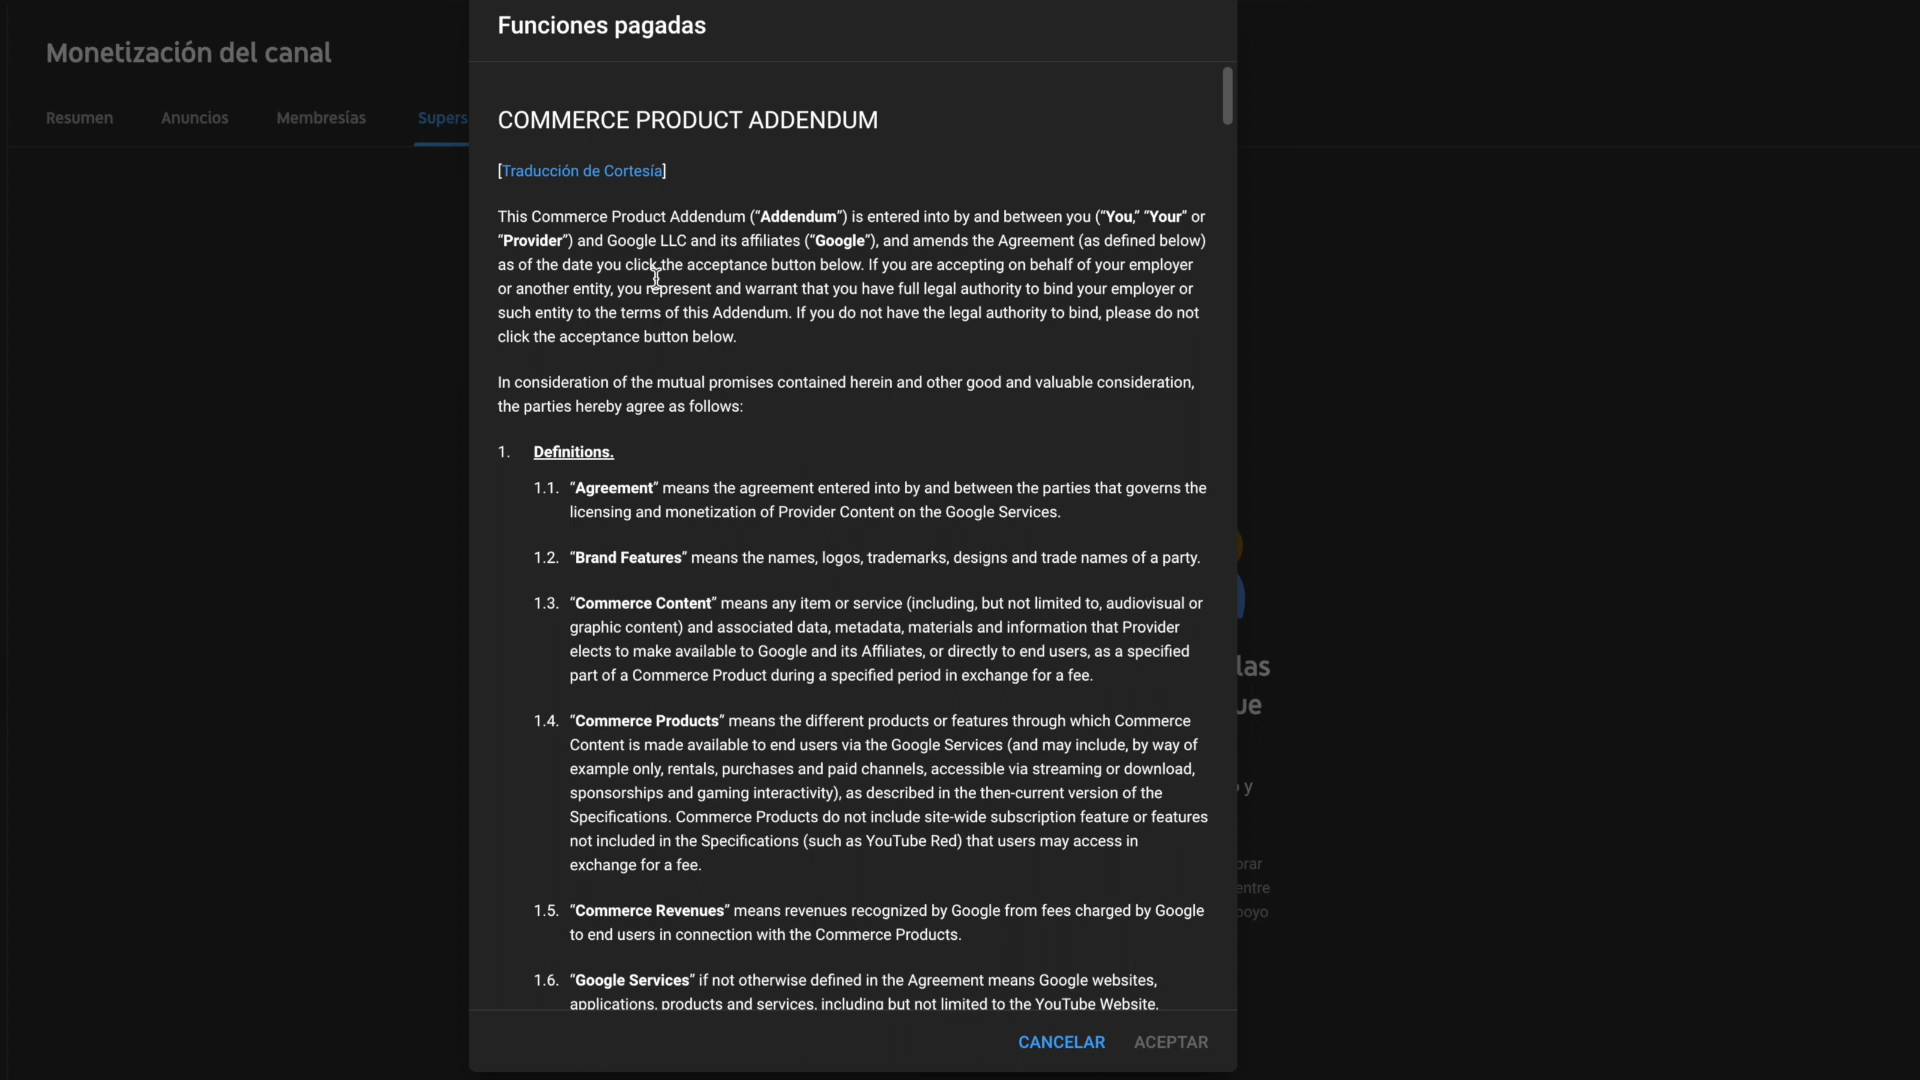 Funciones pagadas
Monetización del canal
Resumen
Anuncios
Membresías
Supers
COMMERCE PRODUCT ADDENDUM
[Traducción de Cortesía]
This Commerce Product Addendum (“Addendum”) is entered into by and between you (“You,” “Your” or
“Provider”) and Google LLC and its affiliates (“Google”), and amends the Agreement (as defined below)
as of the date you click the acceptance button below. If you are accepting on behalf of your employer
or another entity, you represent and warrant that you have full legal authority to bind your employer or
such entity to the terms of this Addendum. If you do not have the legal authority to bind, please do not
click the acceptance button below.
In consideration of the mutual promises contained herein and other good and valuable consideration,
the parties hereby agree as follows:
1. Definitions.
1.1. “Agreement” means the agreement entered into by and between the parties that governs the
licensing and monetization of Provider Content on the Google Services.
1.2. “Brand Features” means the names, logos, trademarks, designs and trade names of a party.
1.3. “Commerce Content” means any item or service (including, but not limited to, audiovisual or
graphic content) and associated data, metadata, materials and information that Provider
elects to make available to Google and its Affiliates, or directly to end users, as a specified
part of a Commerce Product during a specified period in exchange for a fee.
1.4. “Commerce Products” means the different products or features through which Commerce
Content is made available to end users via the Google Services (and may include, by way of
example only, rentals, purchases and paid channels, accessible via streaming or download,
sponsorships and gaming interactivity), as described in the then-current version of the
Specifications. Commerce Products do not include site-wide subscription feature or features
not included in the Specifications (such as YouTube Red) that users may access in
exchange for a fee.
1.5. “Commerce Revenues” means revenues recognized by Google from fees charged by Google
to end users in connection with the Commerce Products.
1.6. “Google Services” if not otherwise defined in the Agreement means Google websites,
applications, products and services, including but not limited to the YouTube Website.
las
ue
y
orar
entre
poyo
CANCELAR
ACEPTAR